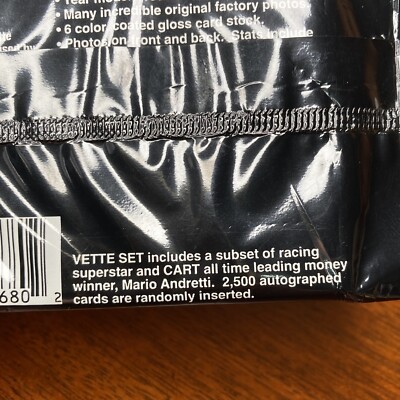 • Many incredible original factory photos.
• 6 color coated gloss card stock.
• Photos on front and back. Stats include
VETTE SET includes a subset of racing
superstar and CART all time leading money
winner, Mario Andretti. 2,500 autographed
cards are randomly inserted.
680 2